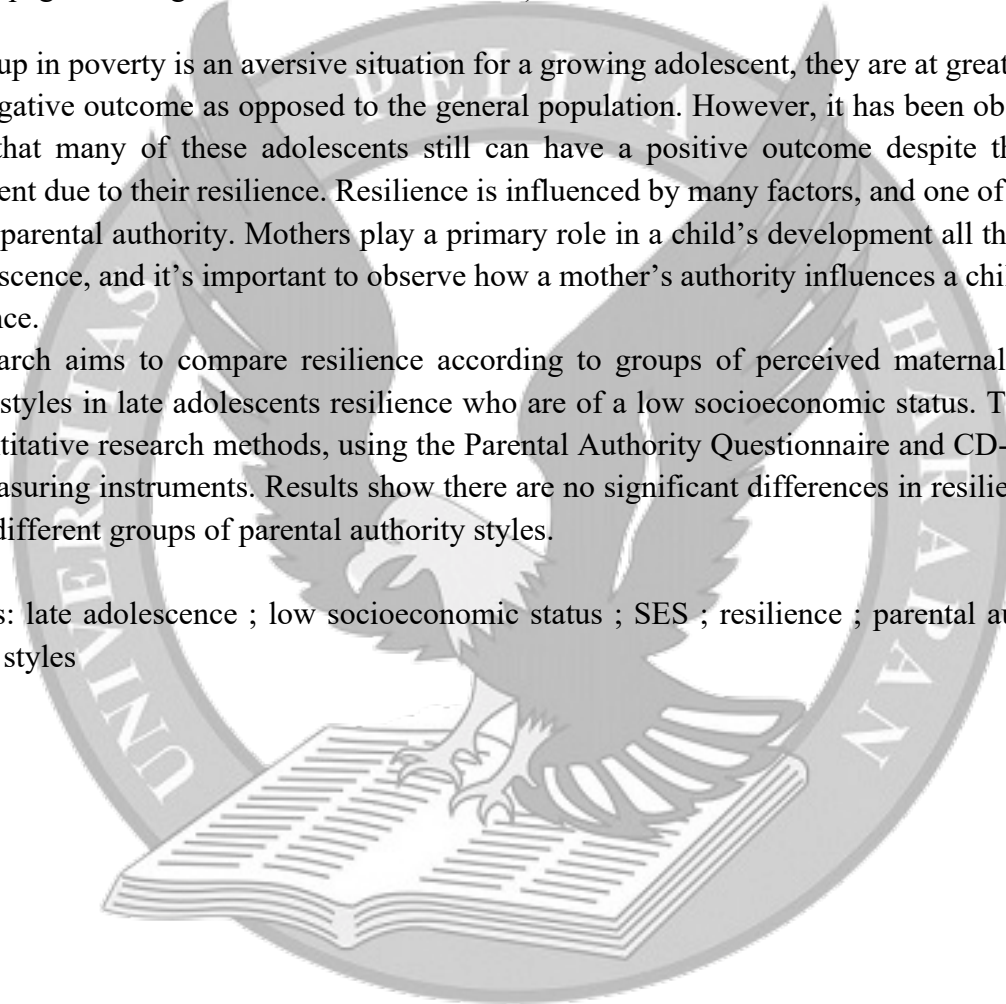 up in poverty is an aversive situation for a growing adolescent, they are at great
gative outcome as opposed to the general population. However, it has been ob
that many of these adolescents still can have a positive outcome despite th
ent due to their resilience. Resilience is influenced by many factors, and one of
parental authority. Mothers play a primary role in a child's development all th
scence, and it's important to observe how a mother's authority influences a chi
nce.
arch aims to compare resilience according to groups of perceived maternal
styles in late adolescents resilience who are of a low socioeconomic status. T
titative research methods, using the Parental Authority Questionnaire and CD-
asuring instruments. Results show there are no significant differences in resilie
different groups of parental authority styles.
s: late adolescence ; low socioeconomic status ; SES ; resilience ; parental au
styles
UNIVERSITAS
PELITA
HARAPAN